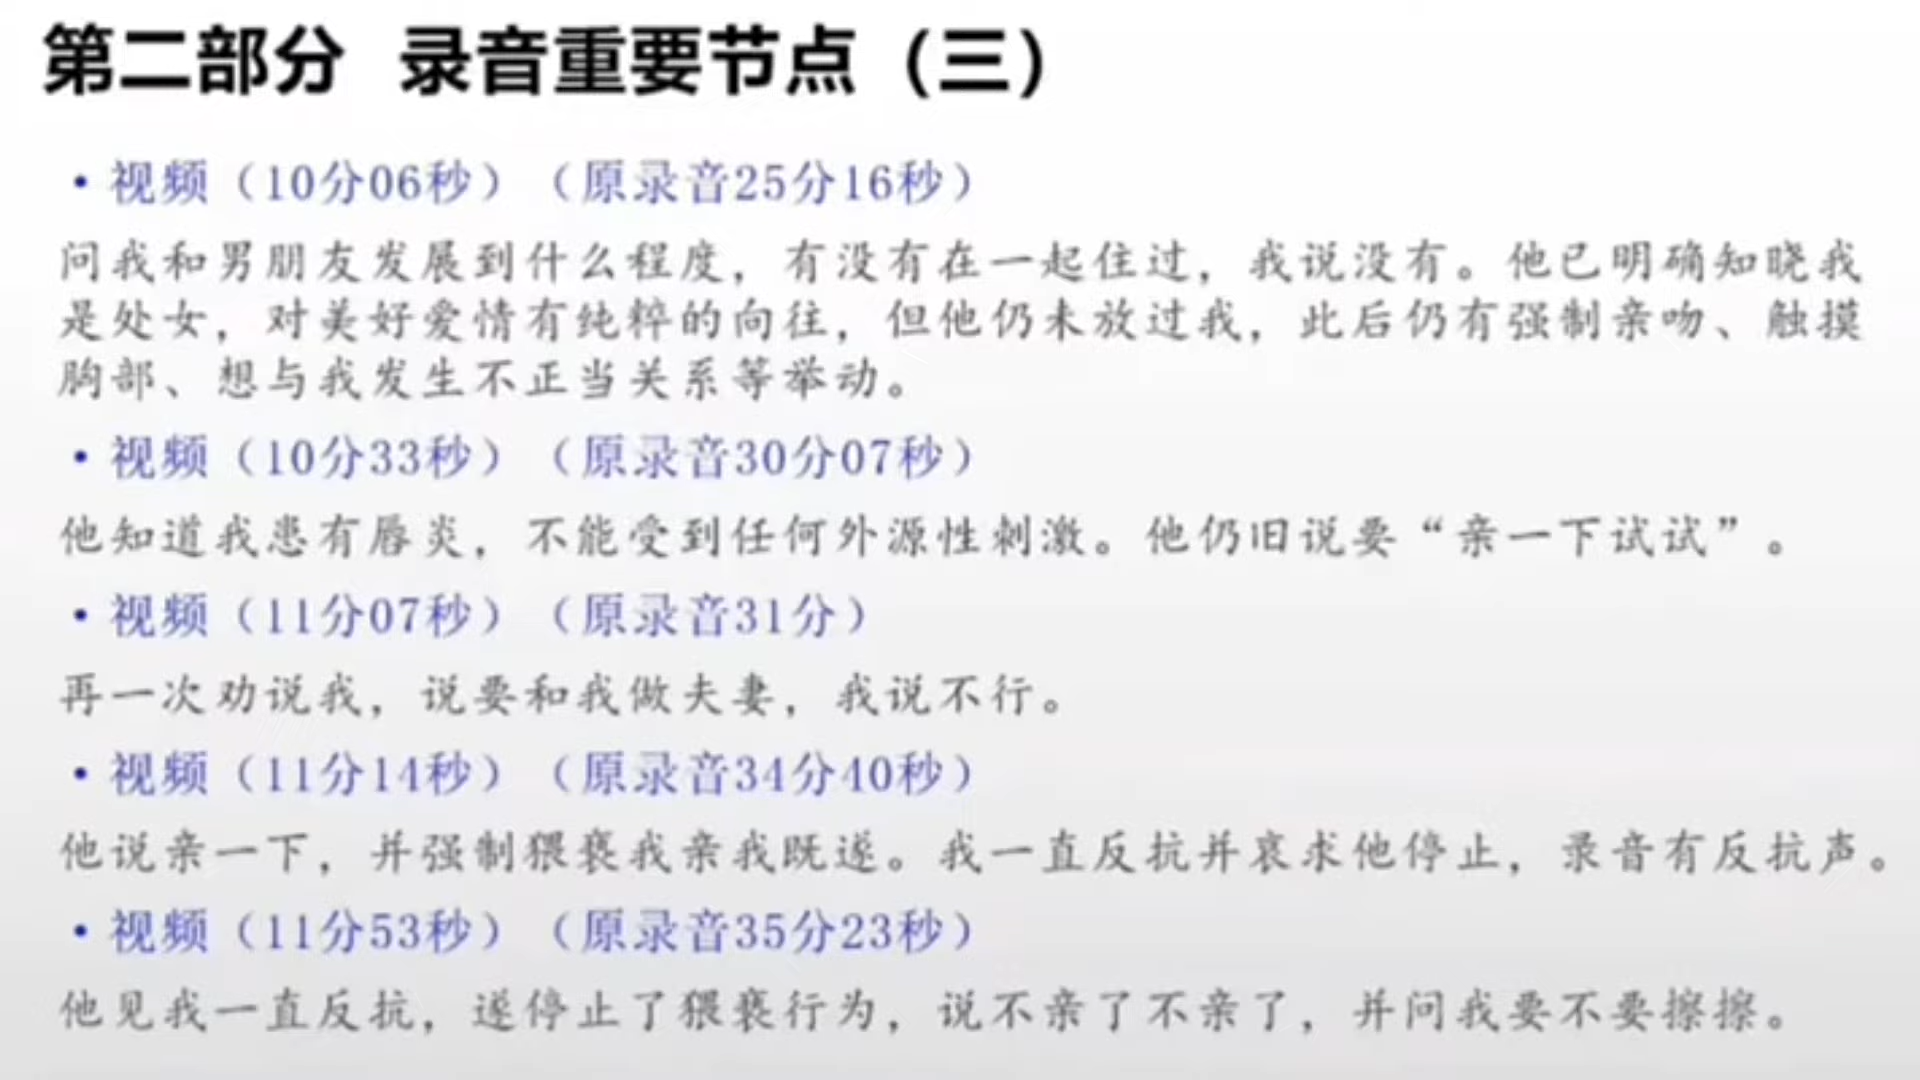 第二部分 录音重要节点（三）
• 视频（10分06秒）（原录音25分16秒）
问我和男朋友发展到什么程度，有没有在一起住过，我说没有。他已明确知晓我
是处女，对美好爱情有纯粹的向往，但他仍未放过我，此后仍有强制亲吻、触摸
胸部、想与我发生不正当关系等举动。
• 视频（10分33秒）（原录音30分07秒）
他知道我患有唇炎，不能受到任何外源性刺激。他仍旧说要“亲一下试试”。
• 视频（11分07秒）（原录音31分）
再一次劝说我，说要和我做夫妻，我说不行。
• 视频（11分14秒）（原录音34分40秒）
他说亲一下，并强制猥亵我亲我既遂。我一直反抗并哀求他停止，录音有反抗声。
• 视频（11分53秒）（原录音35分23秒）
他见我一直反抗，遂停止了猥亵行为，说不亲了不亲了，并问我要不要擦擦。